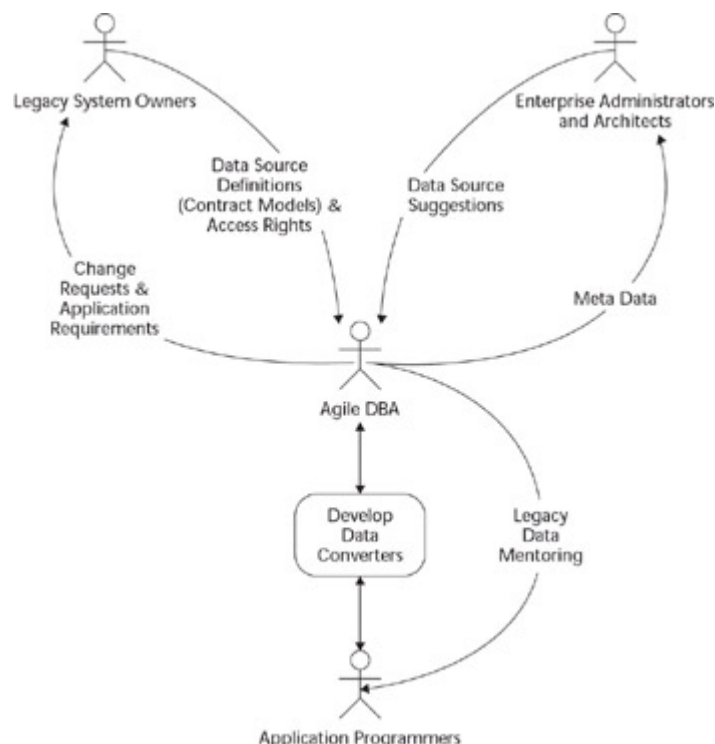 Legacy System Owners
Enterprise Administrators
and Architects
Data Source
Definitions
(Contract Models) &
Access Rights
Data Source
Suggestions
Change
Requests &
Application
Requirements
Meta Data
Agile DBA
Develop
Data
Converters
Legacy
Data
Mentoring
Application Programmers